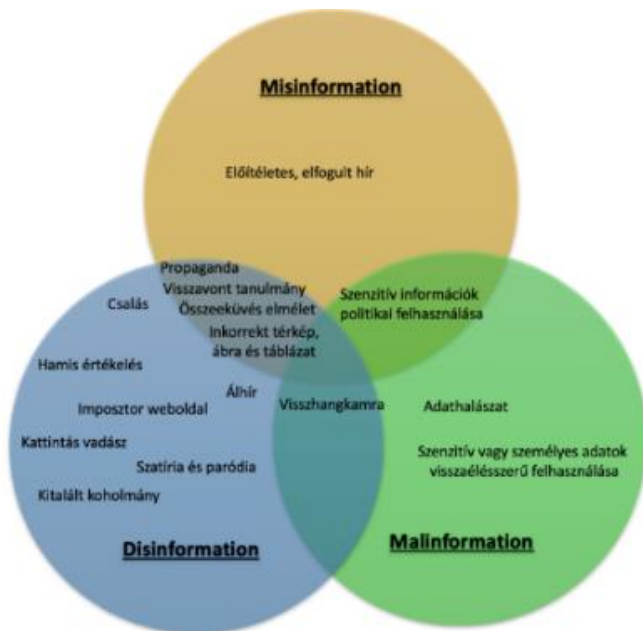 Misinformation
Előítéletes, elfogult hír
Propaganda
Visszavont tanulmány
Csalás
Összeeküvés elmélet
Szenzitív információk
politikai felhasználása
Inkorrekt térkép,
ábra és táblázat
Hamis értékelés
Álhír
Imposztor weboldal
Visszhangkamra
Adathalászat
Kattintás vadász
Szatíria és paródia
Szenzitív vagy személyes adatok
visszaélésszerű felhasználása
Kitalált koholmány
Disinformation
Malinformation